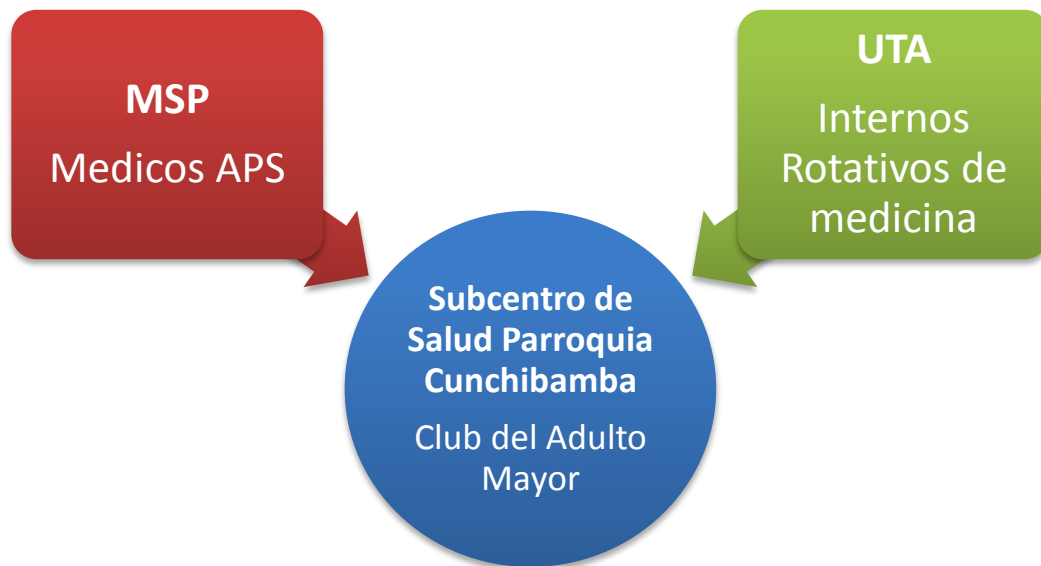 MSP
Medicos APS
UTA
Internos
Rotativos de
medicina
Subcentro de
Salud Parroquia
Cunchibamba
Club del Adulto
Mayor